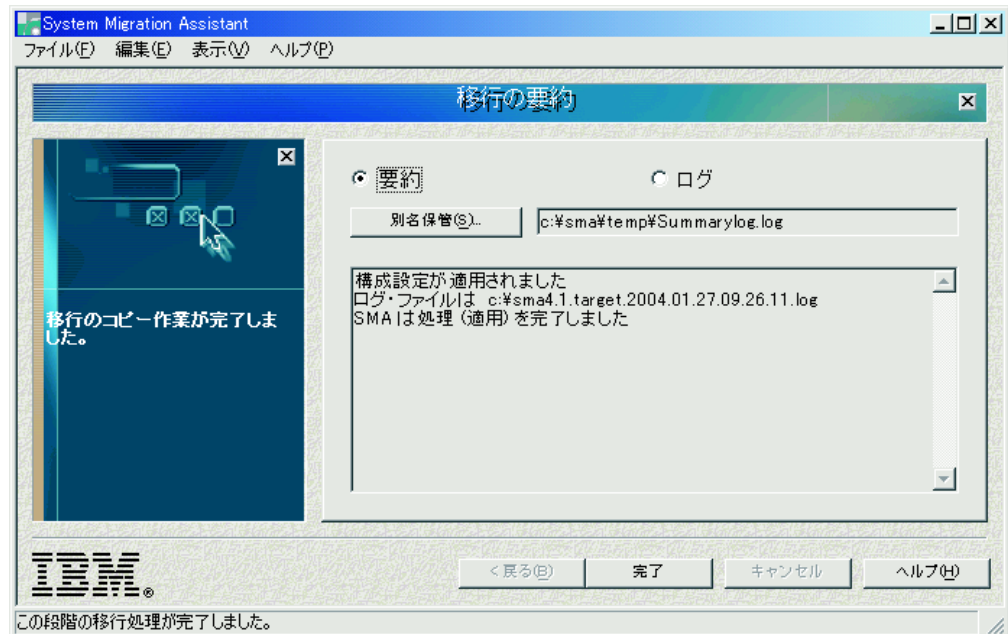 System Migration Assistant
ファイル(F) 編集(E) 表示(V) ヘルプ(P)
移行の要約
要約 ログ
別名保管(S)... c:¥sma¥temp¥Summarylog.log
移行のコピー作業が完了しま
した。
構成設定が適用されました
ログ・ファイルは c:¥sma4.1.target.2004.01.27.09.26.11.log
SMA は処理 (適用) を完了しました
IBM®
< 戻る(B) 完了 キャンセル ヘルプ(H)
この段階の移行処理が完了しました。